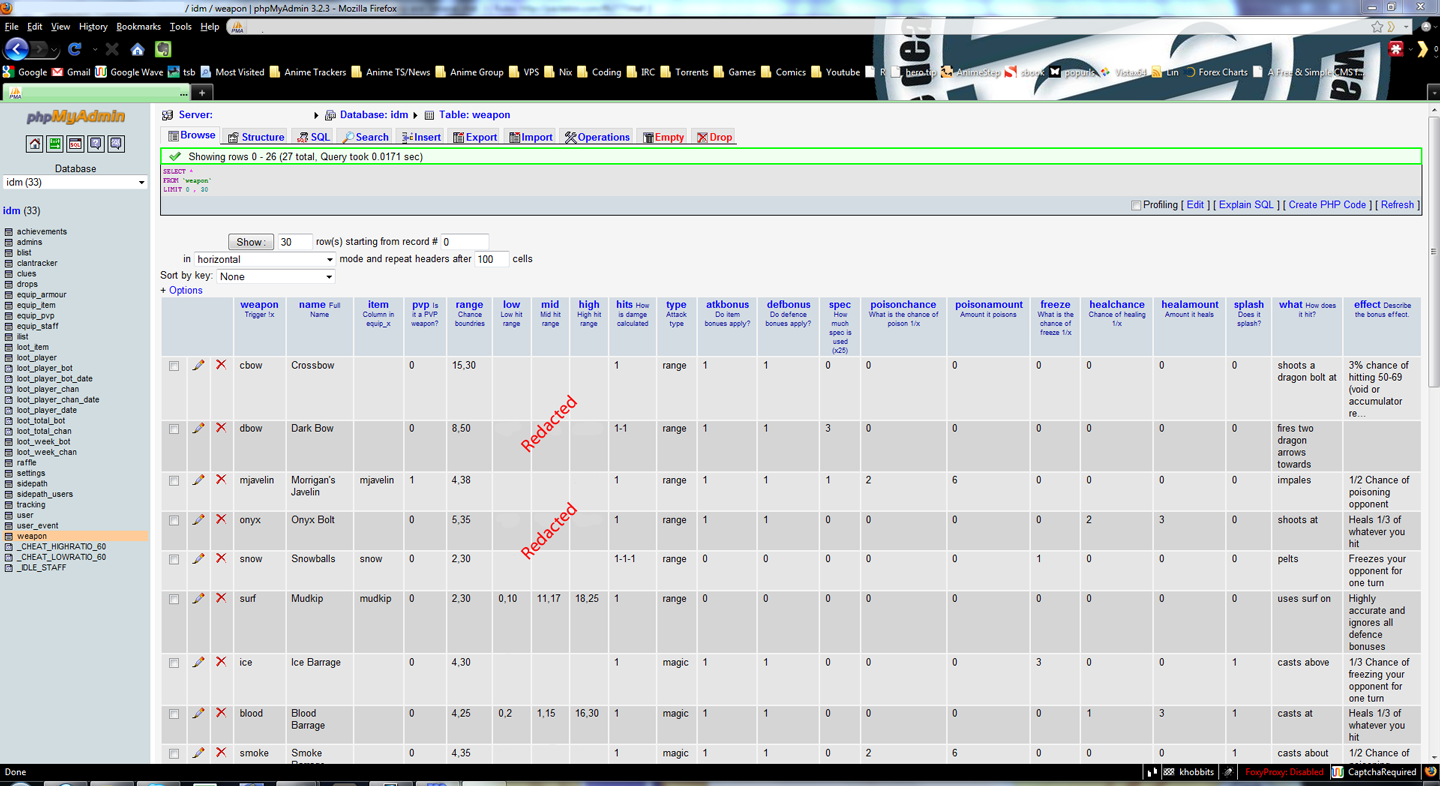 / idm / weapon | phpMyAdmin 3.2.3 - Mozilla Firefox
File Edit View History Bookmarks Tools Help
Google Gmail Google Wave tsb Most Visited Anime Trackers Anime TS/News Anime Group VPS Nix Coding IRC Torrents Games Comics Youtube R hero.tip AnimeStep sbook popurls Vistax64 Lin Forex Charts A Free & Simple CMS T...
PMA ...
phpMyAdmin
Database
idm (33)
idm (33)
achievements
admins
blist
clantracker
clues
drops
equip_armour
equip_item
equip_pvp
equip_staff
ilist
loot_item
loot_player
loot_player_bot
loot_player_bot_date
loot_player_chan
loot_player_chan_date
loot_player_date
loot_total_bot
loot_total_chan
loot_week_bot
loot_week_chan
raffle
settings
sidepath
sidepath_users
tracking
user
user_event
weapon
_CHEAT_HIGHRATIO_60
_CHEAT_LOWRATIO_60
_IDLE_STAFF
Server: Database: idm Table: weapon
Browse Structure SQL Search Insert Export Import Operations Empty Drop
Showing rows 0 - 26 (27 total, Query took 0.0171 sec)
SELECT *
FROM `weapon`
LIMIT 0 , 30
Profiling [ Edit ] [ Explain SQL ] [ Create PHP Code ] [ Refresh ]
Show : 30 row(s) starting from record # 0
in horizontal mode and repeat headers after 100 cells
Sort by key: None
+ Options
weapon Trigger !x
name Full Name
item Column in equip_x
pvp Is it a PVP weapon?
range Chance boundries
low Low hit range
mid Mid hit range
high High hit range
hits How is damge calculated
type Attack type
atkbonus Do item bonuses apply?
defbonus Do defence bonuses apply?
spec How much spec is used (x25)
poisonchance What is the chance of poison 1/x
poisonamount Amount it poisons
freeze What is the chance of freeze 1/x
healchance Chance of healing 1/x
healamount Amount it heals
splash Does it splash?
what How does it hit?
effect Describe the bonus effect.
cbow Crossbow 0 15,30 1 range 1 1 0 0 0 0 0 0 0 shoots a dragon bolt at 3% chance of hitting 50-69 (void or accumulator re...
Redacted
dbow Dark Bow 0 8,50 1-1 range 1 1 3 0 0 0 0 0 0 fires two dragon arrows towards
mjavelin Morrigan's Javelin mjavelin 1 4,38 1 range 1 1 1 2 6 0 0 0 0 impales 1/2 Chance of poisoning opponent
Redacted
onyx Onyx Bolt 0 5,35 1 range 1 1 0 0 0 0 2 3 0 shoots at Heals 1/3 of whatever you hit
snow Snowballs snow 0 2,30 1-1-1 range 0 0 0 0 0 1 0 0 0 pelts Freezes your opponent for one turn
surf Mudkip mudkip 0 2,30 0,10 11,17 18,25 1 range 0 0 0 0 0 0 0 0 0 uses surf on Highly accurate and ignores all defence bonuses
ice Ice Barrage 0 4,30 1 magic 1 1 0 0 0 3 0 0 1 casts above 1/3 Chance of freezing your opponent for one turn
blood Blood Barrage 0 4,25 0,2 1,15 16,30 1 magic 1 1 0 0 0 0 1 3 1 casts at Heals 1/3 of whatever you hit
smoke Smoke 0 4,35 1 magic 1 1 0 2 6 0 0 0 1 casts about 1/2 Chance of
Done khobbits FoxyProxy: Disabled CaptchaRequired